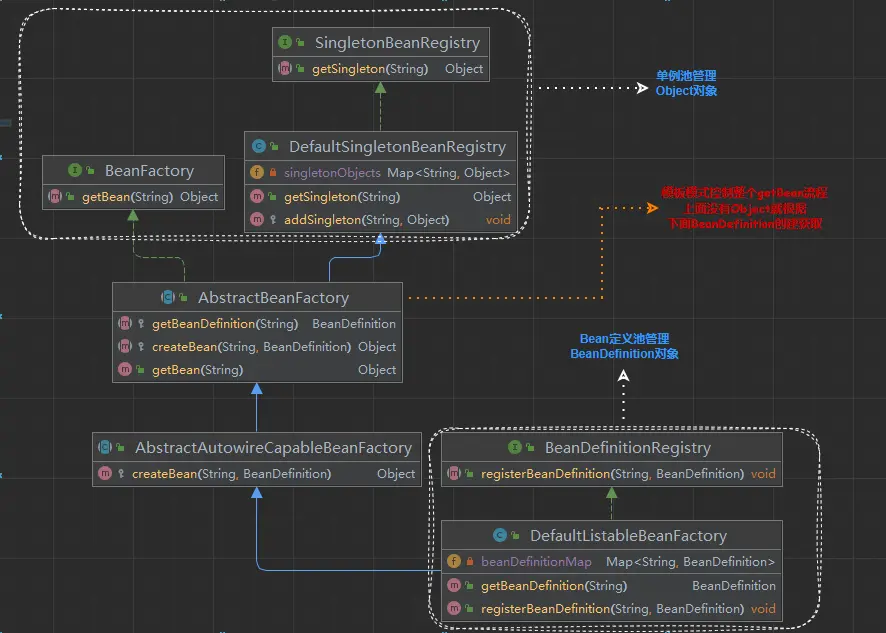 SingletonBeanRegistry
getSingleton(String) Object
单例池管理
Object对象
DefaultSingletonBeanRegistry
singletonObjects Map<String, Object>
getSingleton(String) Object
addSingleton(String, Object) void
BeanFactory
getBean(String) Object
模板模式控制整个getBean流程
上面没有Object就根据
下面BeanDefinition创建获取
AbstractBeanFactory
getBeanDefinition(String) BeanDefinition
createBean(String, BeanDefinition) Object
getBean(String) Object
Bean定义池管理
BeanDefinition对象
AbstractAutowireCapableBeanFactory
createBean(String, BeanDefinition) Object
BeanDefinitionRegistry
registerBeanDefinition(String, BeanDefinition) void
DefaultListableBeanFactory
beanDefinitionMap Map<String, BeanDefinition>
getBeanDefinition(String) BeanDefinition
registerBeanDefinition(String, BeanDefinition) void